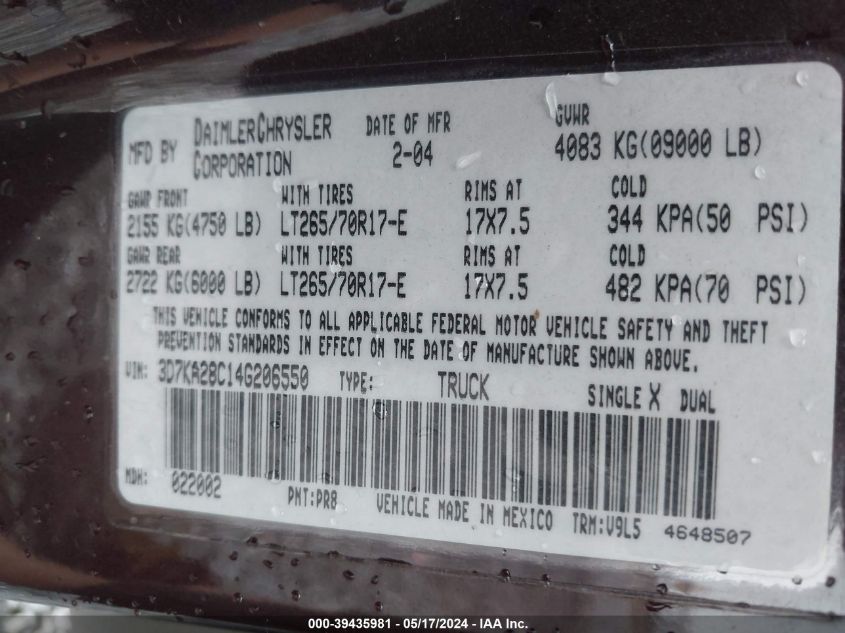 MFD BY DAIMLERCHRYSLER CORPORATION DATE OF MFR 2-04 GVWR 4083 KG(09000 LB)
GAWR FRONT WITH TIRES RIMS AT COLD
2155 KG(4750 LB) LT265/70R17-E 17X7.5 344 KPA(50 PSI)
GAWR REAR WITH TIRES RIMS AT COLD
2722 KG(6000 LB) LT265/70R17-E 17X7.5 482 KPA(70 PSI)
THIS VEHICLE CONFORMS TO ALL APPLICABLE FEDERAL MOTOR VEHICLE SAFETY AND THEFT
PREVENTION STANDARDS IN EFFECT ON THE DATE OF MANUFACTURE SHOWN ABOVE.
VIN: 3D7KA28C14G206550 TYPE: TRUCK SINGLE X DUAL
MDH: 022002 PNT:PR8 VEHICLE MADE IN MEXICO TRM:V9L5 4648507
000-39435981 — 05/17/2024 — IAA Inc.